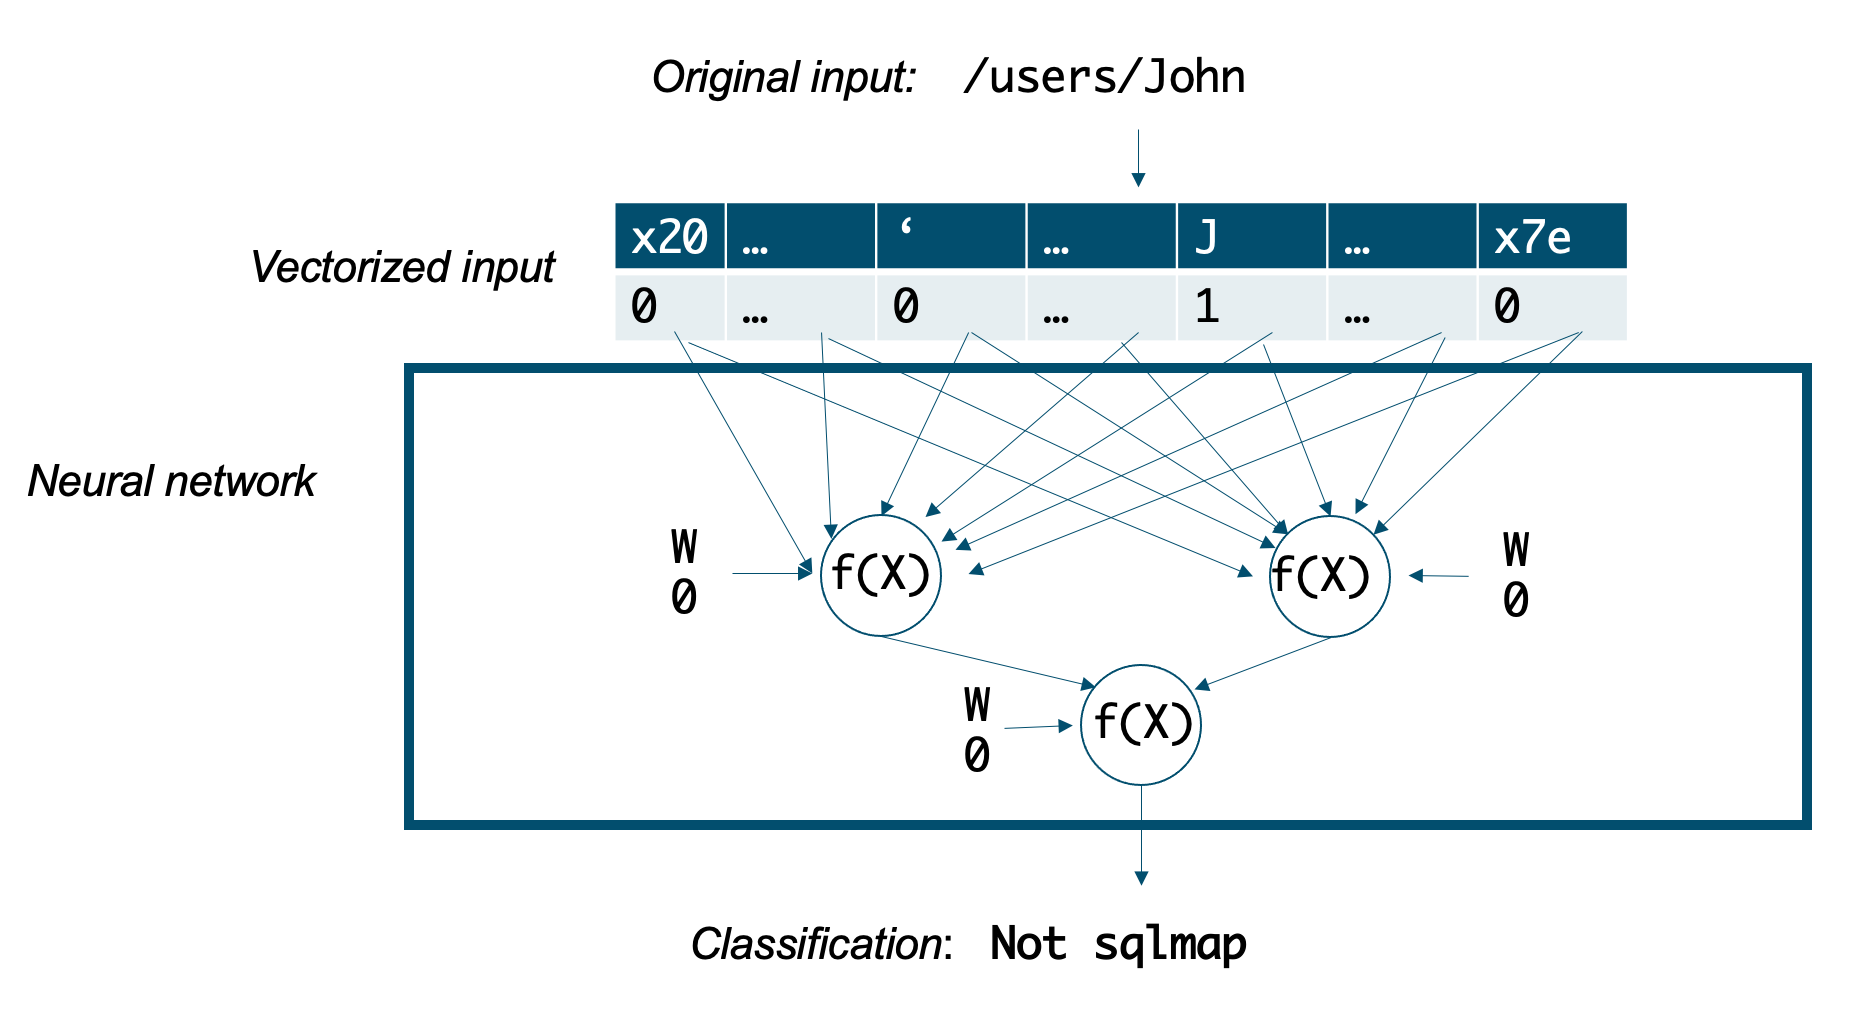 Original input: /users/John
Vectorized input
x20 … ‘ … J … x7e
0 … 0 … 1 … 0
Neural network
W
0
f(X)
f(X)
W
0
W
0
f(X)
Classification: Not sqlmap